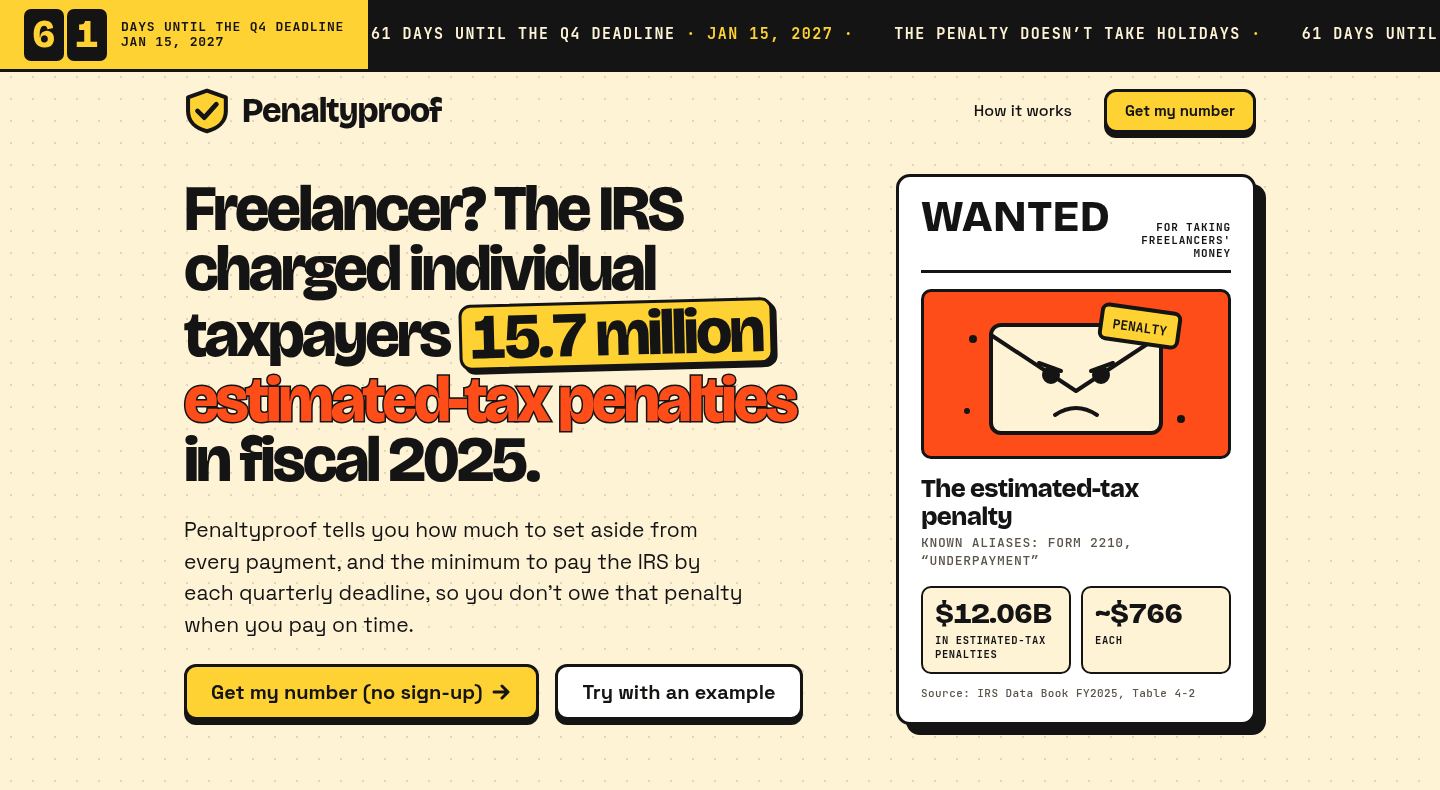 61
DAYS UNTIL THE Q4 DEADLINE
JAN 15, 2027
61 DAYS UNTIL THE Q4 DEADLINE · JAN 15, 2027 · THE PENALTY DOESN’T TAKE HOLIDAYS · 61 DAYS UNTIL
Penaltyproof
How it works
Get my number
Freelancer? The IRS
charged individual
taxpayers 15.7 million
estimated-tax penalties
in fiscal 2025.
Penaltyproof tells you how much to set aside from
every payment, and the minimum to pay the IRS by
each quarterly deadline, so you don’t owe that penalty
when you pay on time.
Get my number (no sign-up) →
Try with an example
WANTED
FOR TAKING
FREELANCERS'
MONEY
PENALTY
The estimated-tax
penalty
KNOWN ALIASES: FORM 2210,
“UNDERPAYMENT”
$12.06B
IN ESTIMATED-TAX
PENALTIES
~$766
EACH
Source: IRS Data Book FY2025, Table 4-2